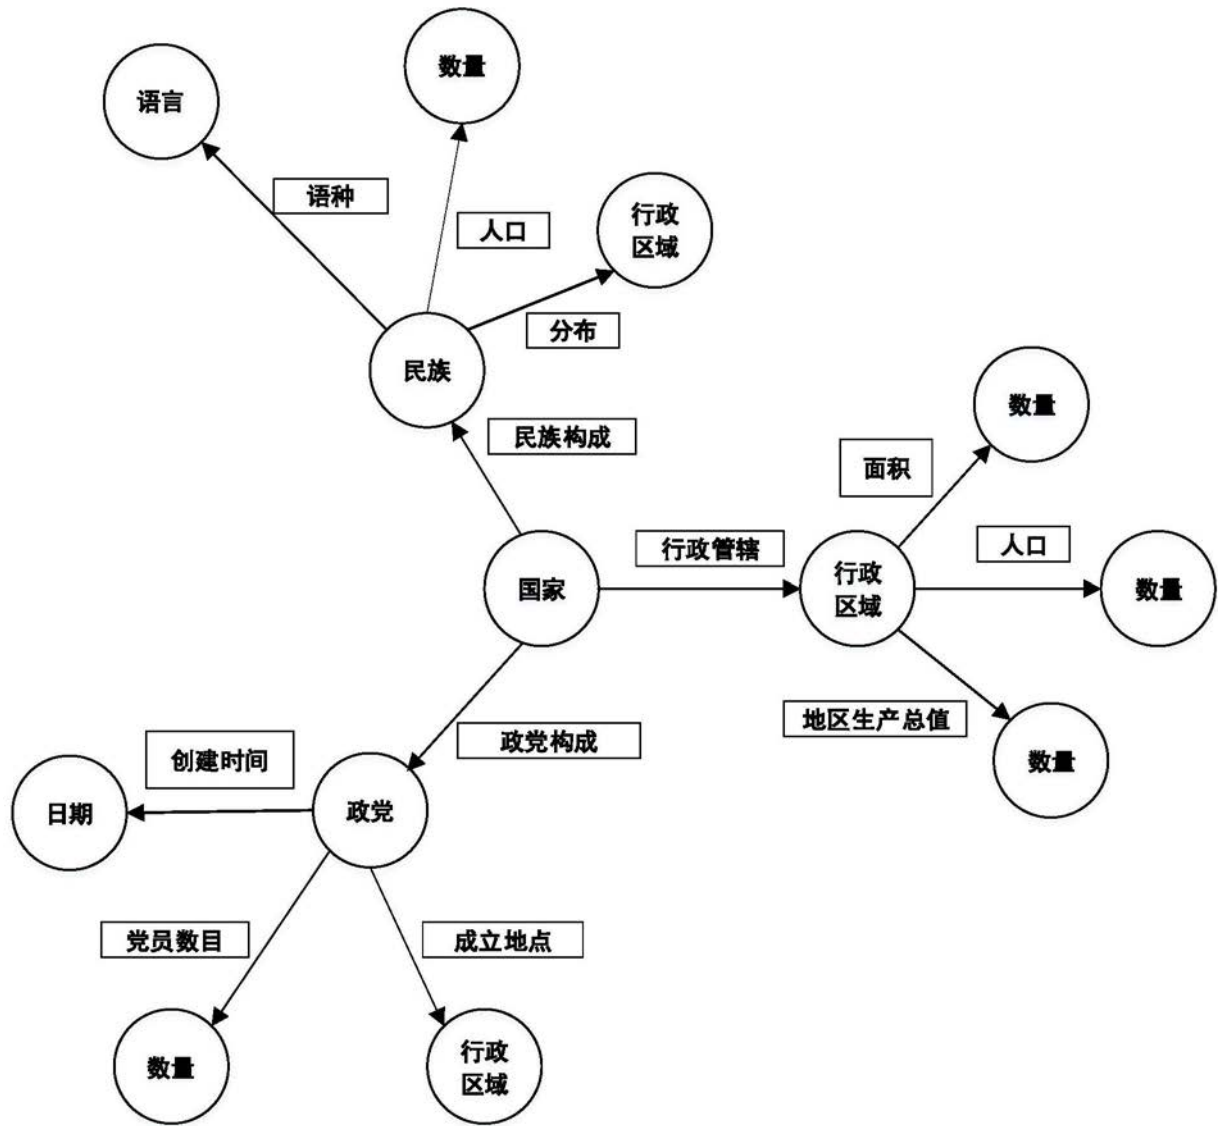 数量
语言
语种
行政
区域
人口
分布
民族
数量
民族构成
面积
行政管辖
人口
国家
行政
区域
数量
地区生产总值
政党构成
创建时间
数量
日期
政党
党员数目
成立地点
数量
行政
区域